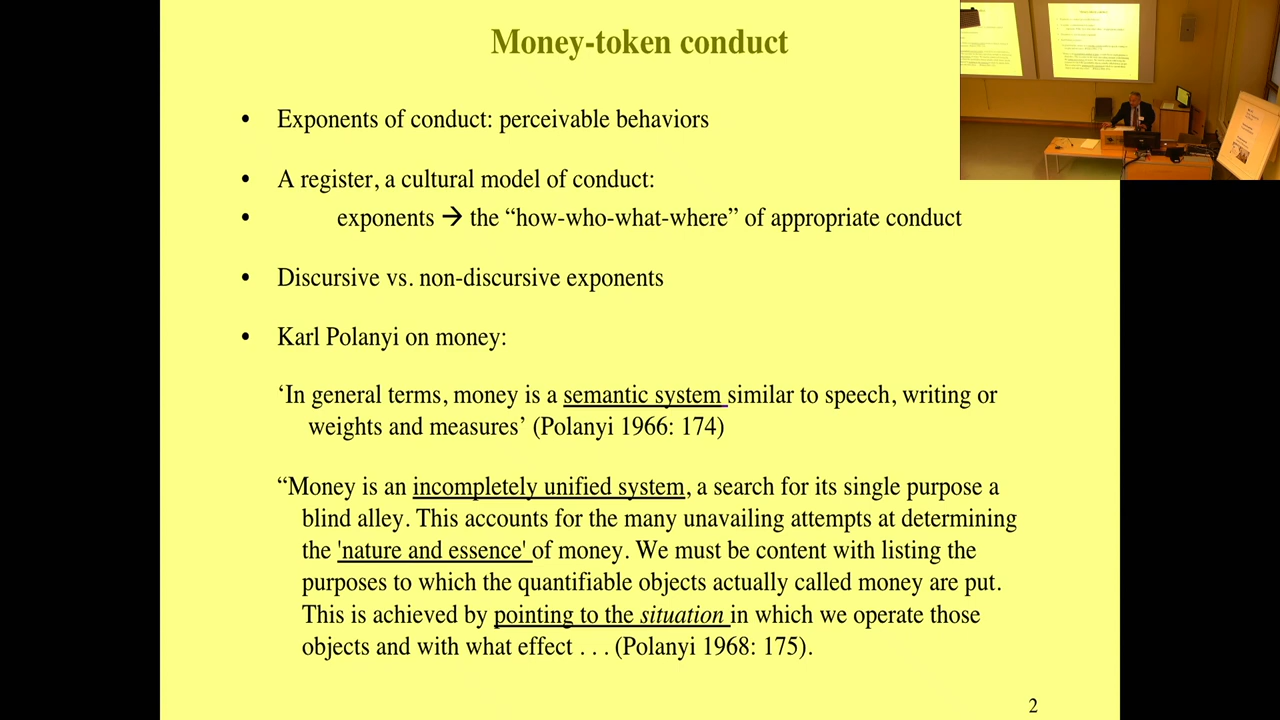 Money-token conduct
• Exponents of conduct: perceivable behaviors
• A register, a cultural model of conduct:
• exponents → the “how-who-what-where” of appropriate conduct
• Discursive vs. non-discursive exponents
• Karl Polanyi on money:
‘In general terms, money is a semantic system similar to speech, writing or
weights and measures’ (Polanyi 1966: 174)
“Money is an incompletely unified system, a search for its single purpose a
blind alley. This accounts for the many unavailing attempts at determining
the 'nature and essence' of money. We must be content with listing the
purposes to which the quantifiable objects actually called money are put.
This is achieved by pointing to the situation in which we operate those
objects and with what effect . . . (Polanyi 1968: 175).
2